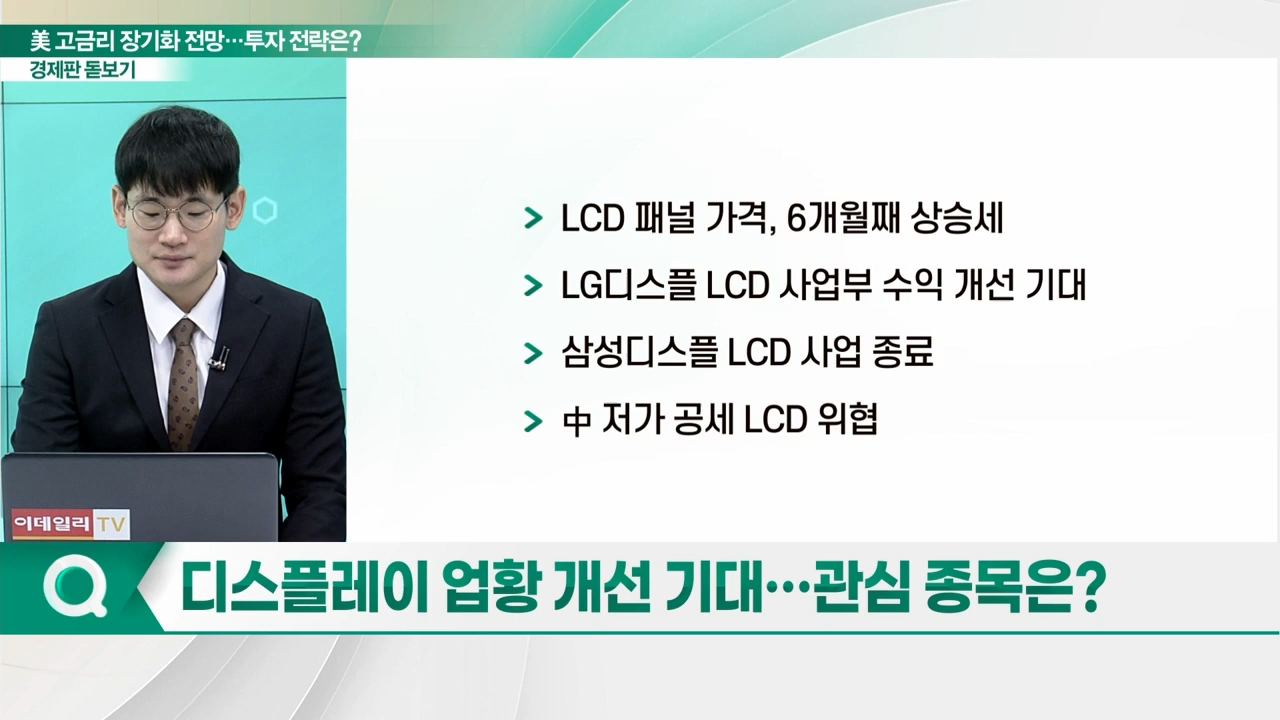 美 고금리 장기화 전망…투자 전략은?
경제판 돋보기
> LCD 패널 가격, 6개월째 상승세
> LG디스플 LCD 사업부 수익 개선 기대
> 삼성디스플 LCD 사업 종료
> 中 저가 공세 LCD 위협
이데일리 TV
디스플레이 업황 개선 기대…관심 종목은?